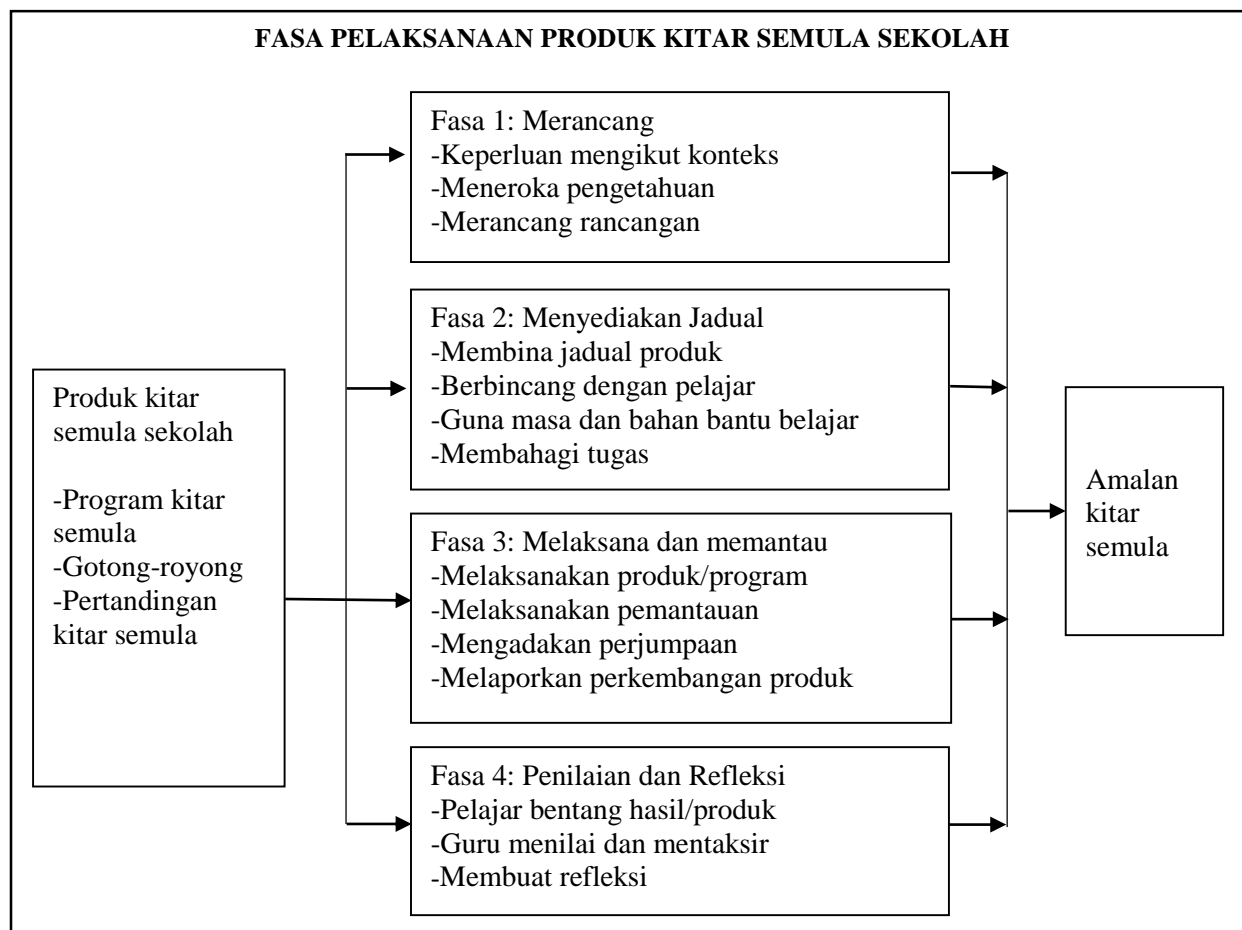 FASA PELAKSANAAN PRODUK KITAR SEMULA SEKOLAH
Produk kitar
semula sekolah
-Program kitar
semula
-Gotong-royong
-Pertandingan
kitar semula
Fasa 1: Merancang
-Keperluan mengikut konteks
-Meneroka pengetahuan
-Merancang rancangan
Fasa 2: Menyediakan Jadual
-Membina jadual produk
-Berbincang dengan pelajar
-Guna masa dan bahan bantu belajar
-Membahagi tugas
Fasa 3: Melaksana dan memantau
-Melaksanakan produk/program
-Melaksanakan pemantauan
-Mengadakan perjumpaan
-Melaporkan perkembangan produk
Fasa 4: Penilaian dan Refleksi
-Pelajar bentang hasil/produk
-Guru menilai dan mentaksir
-Membuat refleksi
Amalan
kitar
semula